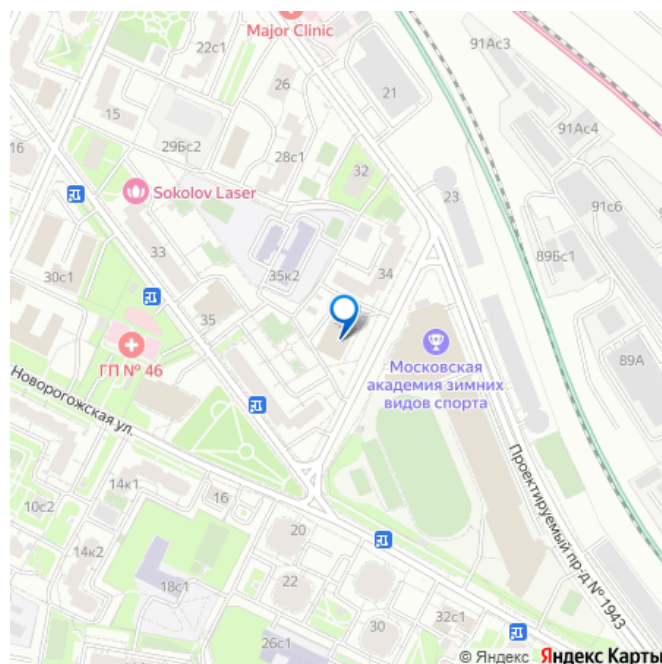 Major Clinic
22с1
91Ас3
26
21
15
29Бс2
91Ас4
16
28с1
32
Sokolov Laser
23
91с6
33
89Бс1
30с1
35к2
34
35
ГП № 46
Московская
академия зимних
видов спорта
89А
Новорогожская ул.
Проектируемый пр-д № 1943
14к1
16
10с2
20
14к2
22
18с1
32с1
30
26с1
© Яндекс Яндекс Карты